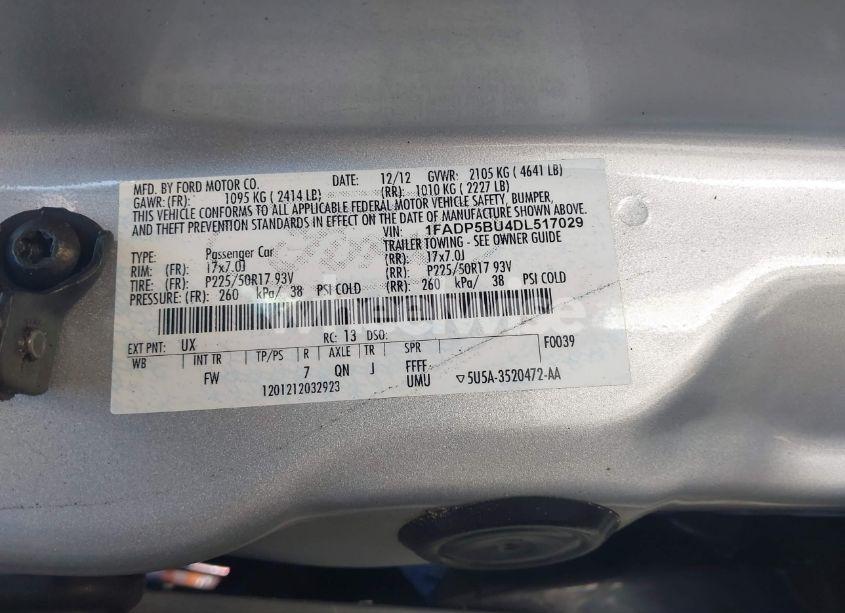 MFD. BY FORD MOTOR CO. DATE: 12/12 GVWR: 2105 KG ( 4641 LB)
GAWR: (FR): 1095 KG ( 2414 LB) (RR): 1010 KG ( 2227 LB)
THIS VEHICLE CONFORMS TO ALL APPLICABLE FEDERAL MOTOR VEHICLE SAFETY, BUMPER,
AND THEFT PREVENTION STANDARDS IN EFFECT ON THE DATE OF MANUFACTURE SHOWN ABOVE.
VIN: 1FADP5BU4DL517029
TYPE: Passenger Car TRAILER TOWING - SEE OWNER GUIDE
RIM: (FR): 17x7.0J (RR): 17x7.0J
TIRE: (FR): P225/50R17 93V (RR): P225/50R17 93V
PRESSURE: (FR): 260 kPa/ 38 PSI COLD (RR): 260 kPa/ 38 PSI COLD
EXT PNT: UX RC: 13 DSO: F0039
WB INT TR TP/PS R AXLE TR SPR
FW 7 QN J FFFF
1201212032923 UMU ▽5U5A-3520472-AA